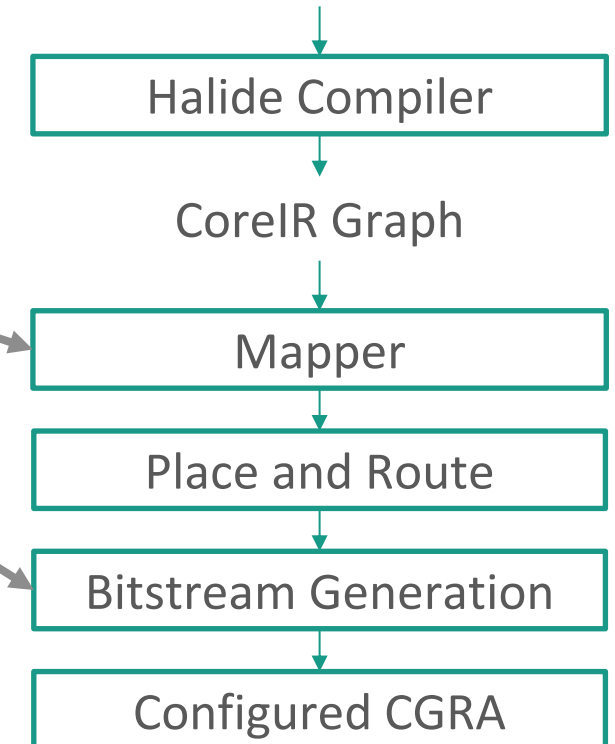 Halide Compiler
CoreIR Graph
Mapper
Place and Route
Bitstream Generation
Configured CGRA